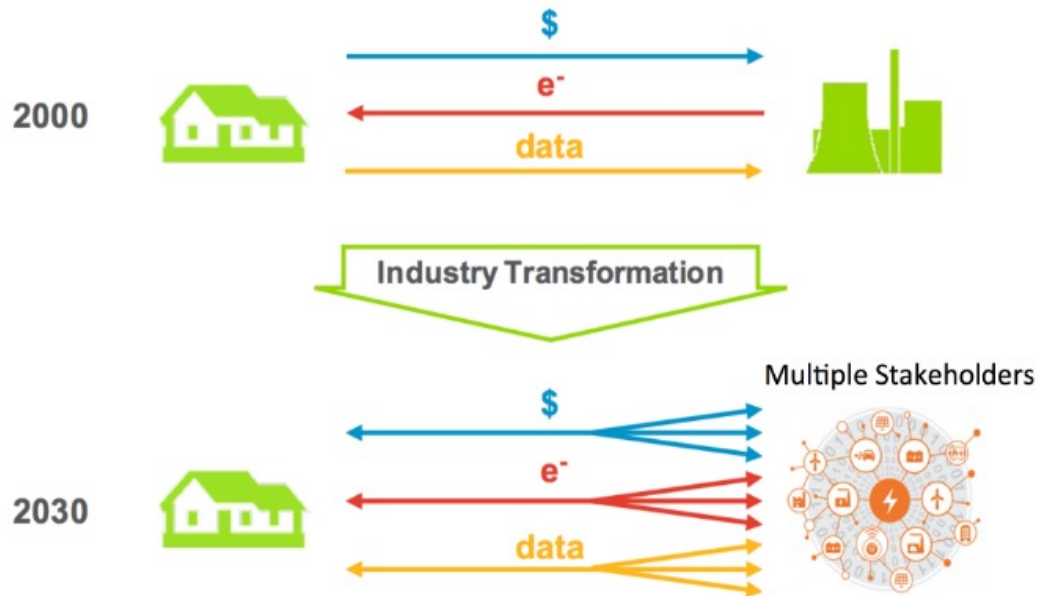 $
2000
e-
data
Industry Transformation
Multiple Stakeholders
$
e-
2030
data